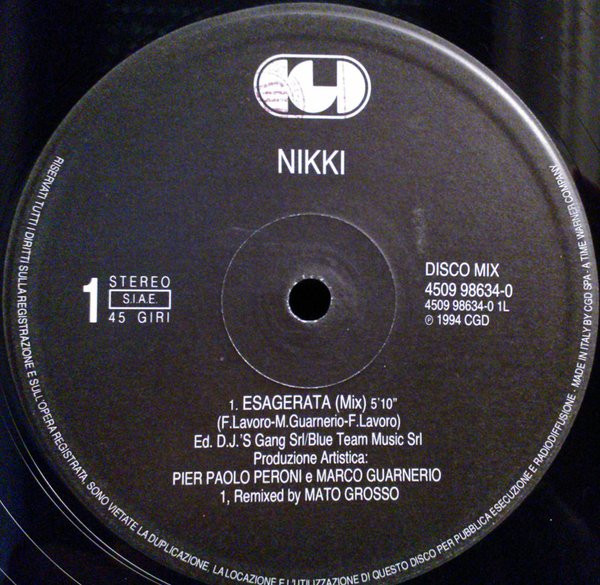 CGD
NIKKI
1
STEREO
S.I.A.E.
45 GIRI
DISCO MIX
4509 98634-0
4509 98634-0 1L
℗ 1994 CGD
1. ESAGERATA (Mix) 5'10"
(F.Lavoro-M.Guarnerio-F.Lavoro)
Ed. D.J.'S Gang Srl/Blue Team Music Srl
Produzione Artistica:
PIER PAOLO PERONI e MARCO GUARNERIO
1, Remixed by MATO GROSSO
RISERVATI TUTTI I DIRITTI SULLA REGISTRAZIONE E SULL'OPERA REGISTRATA. SONO VIETATE LA DUPLICAZIONE, LA LOCAZIONE E L'UTILIZZAZIONE DI QUESTO DISCO PER PUBBLICA ESECUZIONE E RADIODIFFUSIONE - MADE IN ITALY BY CGD SPA - A TIME WARNER COMPANY